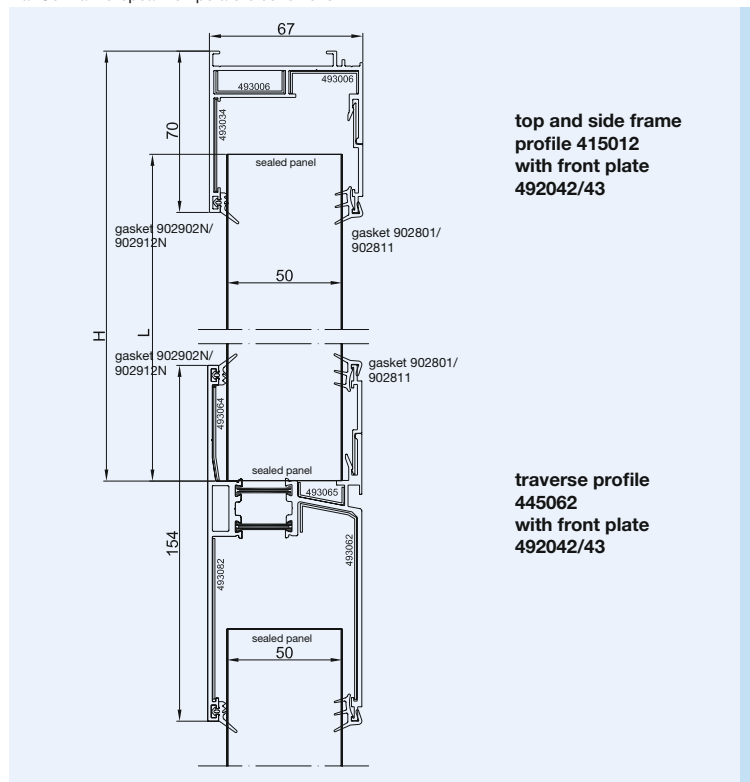 67
493006
493006
493034
70
sealed panel
top and side frame
profile 415012
with front plate
492042/43
gasket 902902N/
902912N
gasket 902801/
902811
50
H
L
gasket 902902N/
902912N
gasket 902801/
902811
493064
sealed panel
493065
traverse profile
445062
with front plate
492042/43
154
493082
493062
sealed panel
50